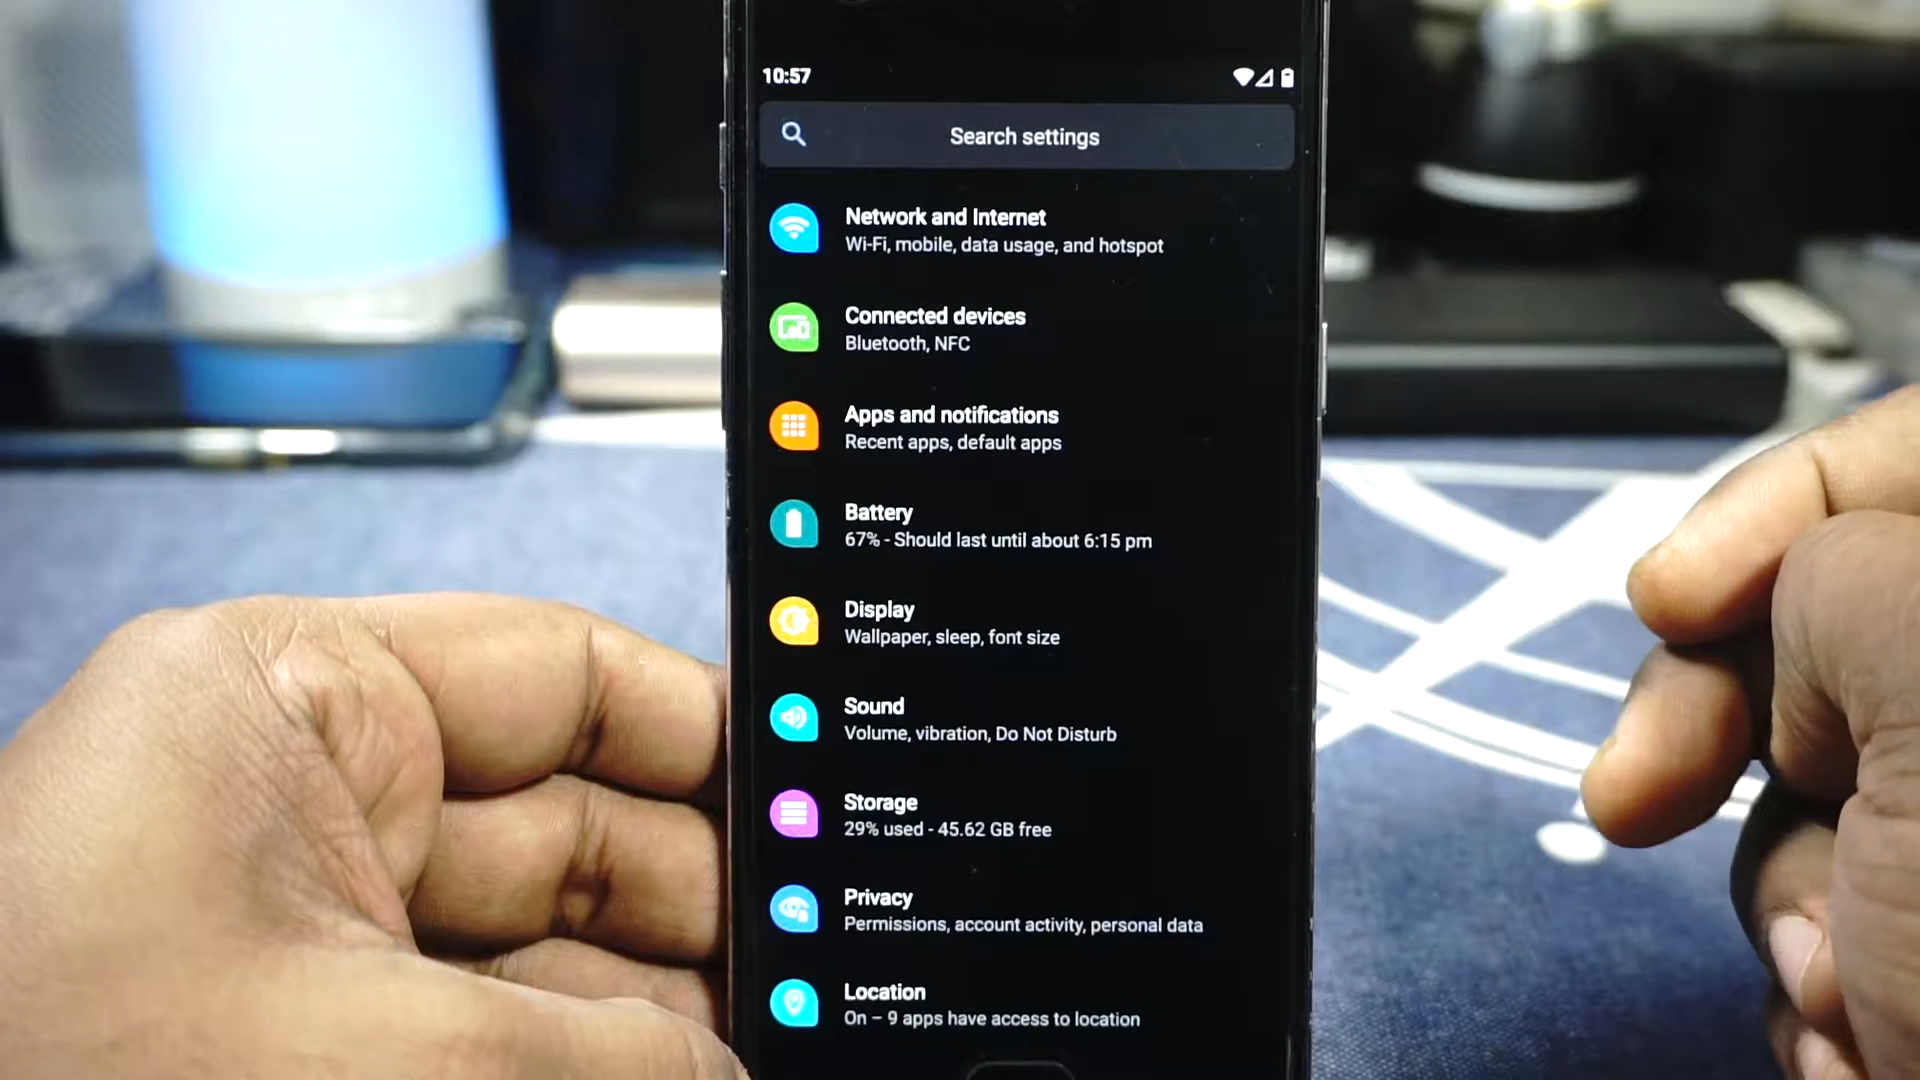 10:57
Search settings
Network and Internet
Wi-Fi, mobile, data usage, and hotspot
Connected devices
Bluetooth, NFC
Apps and notifications
Recent apps, default apps
Battery
67% - Should last until about 6:15 pm
Display
Wallpaper, sleep, font size
Sound
Volume, vibration, Do Not Disturb
Storage
29% used - 45.62 GB free
Privacy
Permissions, account activity, personal data
Location
On – 9 apps have access to location